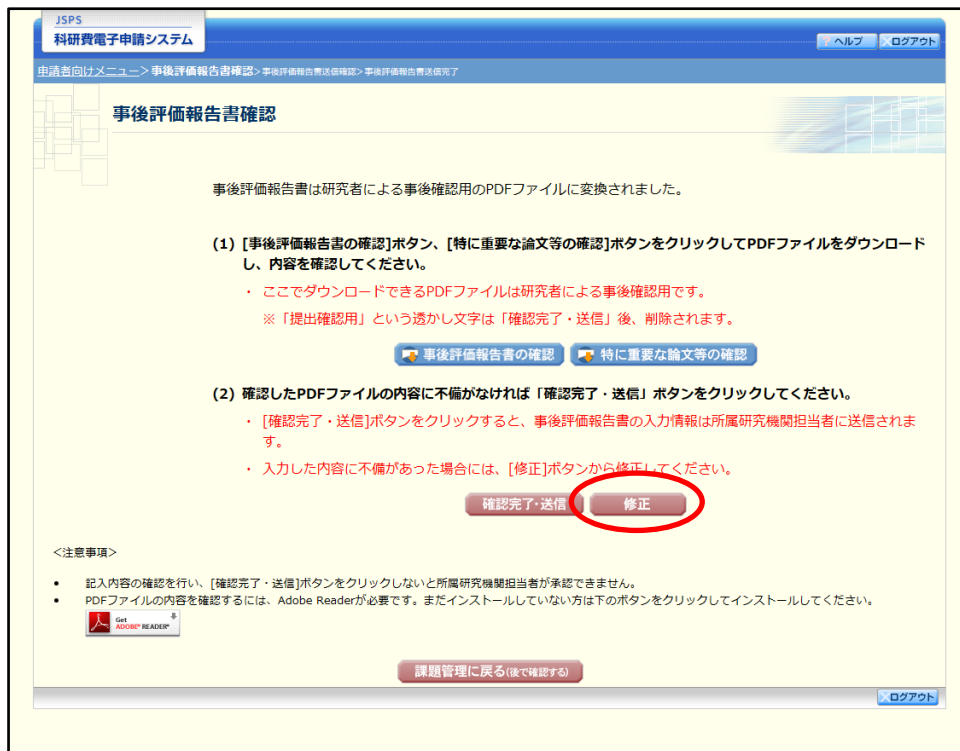 JSPS
科研費電子申請システム
ヘルプ
ログアウト
申請者向けメニュー>事後評価報告書確認>事後評価報告書送信確認>事後評価報告書送信完了
事後評価報告書確認
事後評価報告書は研究者による事後確認用のPDFファイルに変換されました。
(1) [事後評価報告書の確認]ボタン、[特に重要な論文等の確認]ボタンをクリックしてPDFファイルをダウンロード
し、内容を確認してください。
・ ここでダウンロードできるPDFファイルは研究者による事後確認用です。
※「提出確認用」という透かし文字は「確認完了・送信」後、削除されます。
事後評価報告書の確認
特に重要な論文等の確認
(2) 確認したPDFファイルの内容に不備がなければ「確認完了・送信」ボタンをクリックしてください。
・ [確認完了・送信]ボタンをクリックすると、事後評価報告書の入力情報は所属研究機関担当者に送信されま
す。
・ 入力した内容に不備があった場合には、[修正]ボタンから修正してください。
確認完了・送信
修正
<注意事項>
• 記入内容の確認を行い、[確認完了・送信]ボタンをクリックしないと所属研究機関担当者が承認できません。
• PDFファイルの内容を確認するには、Adobe Readerが必要です。まだインストールしていない方は下のボタンをクリックしてインストールしてください。
Get
ADOBE® READER®
課題管理に戻る(後で確認する)
ログアウト